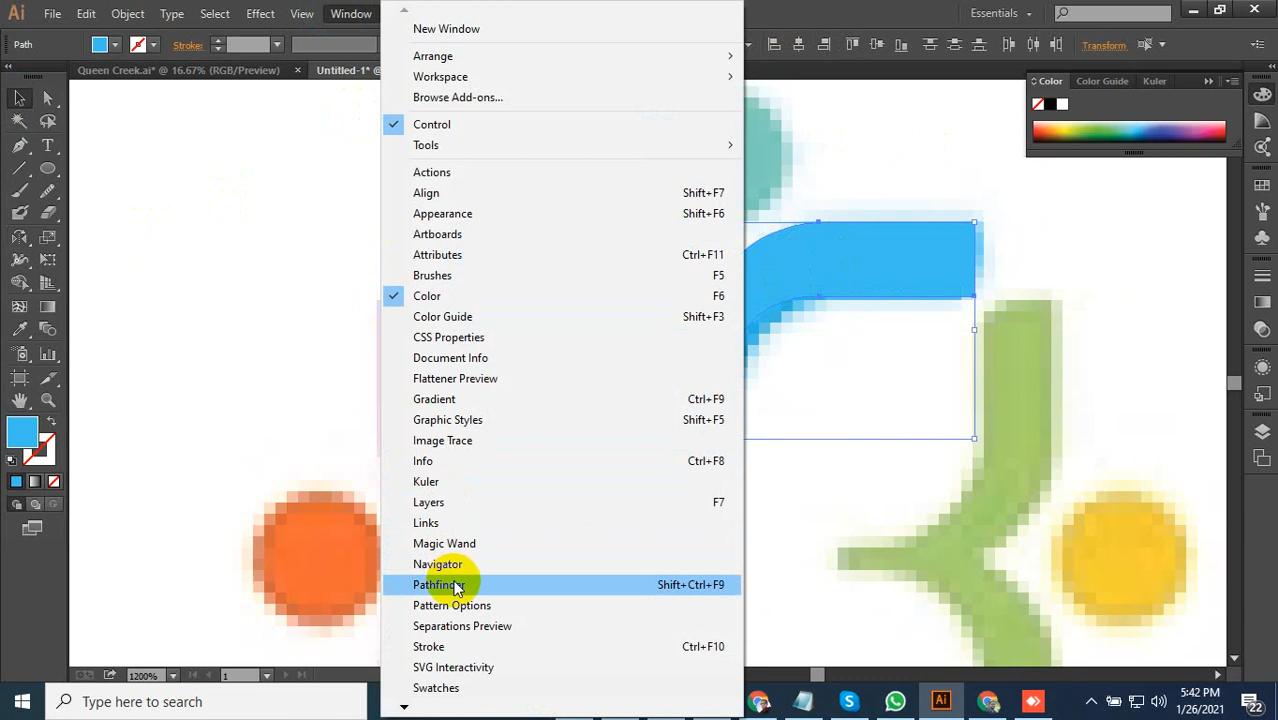 Ai File Edit Object Type Select Effect View Window
Essentials
Path Stroke: Transform
Queen Creek.ai* @ 16.67% (RGB/Preview) × Untitled-1* @
New Window
Arrange
Workspace
Browse Add-ons...
Control
Tools
Actions
Align Shift+F7
Appearance Shift+F6
Artboards
Attributes Ctrl+F11
Brushes F5
Color F6
Color Guide Shift+F3
CSS Properties
Document Info
Flattener Preview
Gradient Ctrl+F9
Graphic Styles Shift+F5
Image Trace
Info Ctrl+F8
Kuler
Layers F7
Links
Magic Wand
Navigator
Pathfinder Shift+Ctrl+F9
Pattern Options
Separations Preview
Stroke Ctrl+F10
SVG Interactivity
Swatches
Color Color Guide Kuler
1200% 1
Type here to search
Ai
5:42 PM
1/26/2021
22